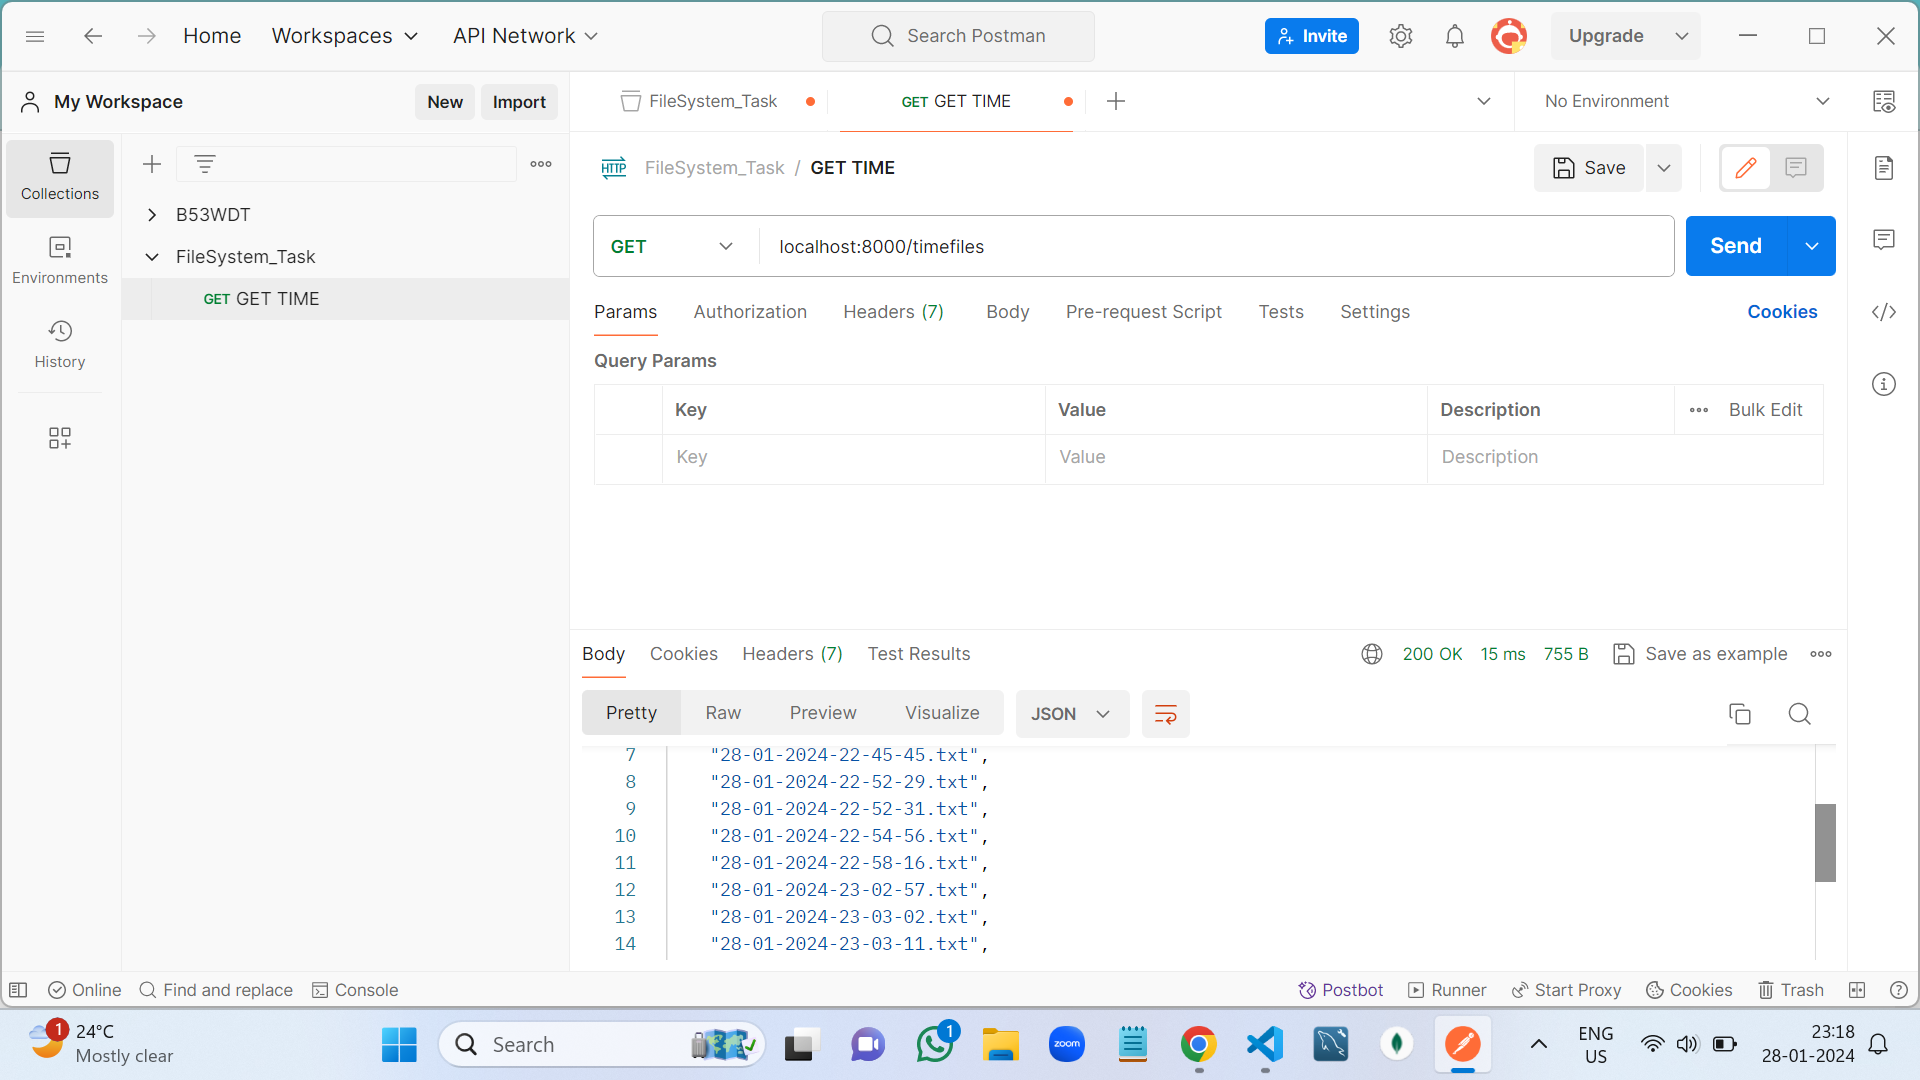 Home Workspaces API Network Search Postman Invite Upgrade
My Workspace New Import FileSystem_Task GET GET TIME No Environment
Collections
HTTP FileSystem_Task / GET TIME Save
B53WDT
FileSystem_Task
GET GET TIME
Environments
History
GET localhost:8000/timefiles Send
Params Authorization Headers (7) Body Pre-request Script Tests Settings Cookies
Query Params
Key Value Description Bulk Edit
Key Value Description
Body Cookies Headers (7) Test Results 200 OK 15 ms 755 B Save as example
Pretty Raw Preview Visualize JSON
7 "28-01-2024-22-45-45.txt",
8 "28-01-2024-22-52-29.txt",
9 "28-01-2024-22-52-31.txt",
10 "28-01-2024-22-54-56.txt",
11 "28-01-2024-22-58-16.txt",
12 "28-01-2024-23-02-57.txt",
13 "28-01-2024-23-03-02.txt",
14 "28-01-2024-23-03-11.txt",
Online Find and replace Console Postbot Runner Start Proxy Cookies Trash
1 24°C
Mostly clear
Search
1
zoom
ENG
US
23:18
28-01-2024